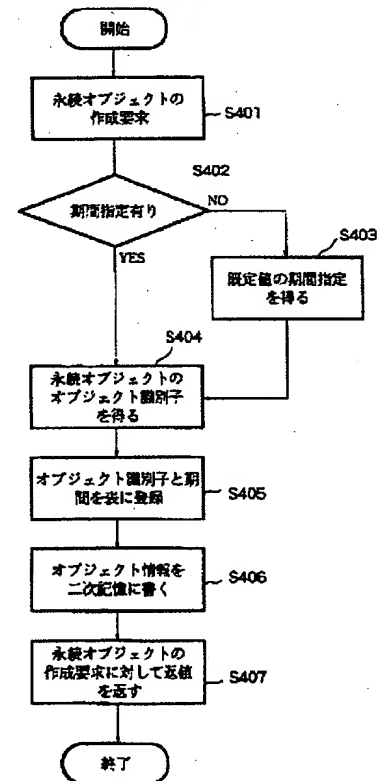 開始
永続オブジェクトの
作成要求
S401
S402
期間指定有り
NO
YES
S403
既定値の期間指定
を得る
S404
永続オブジェクトの
オブジェクト識別子
を得る
オブジェクト識別子と期
間を表に登録
S405
オブジェクト情報を
二次記憶に書く
S406
永続オブジェクトの
作成要求に対して返値
を返す
S407
終了